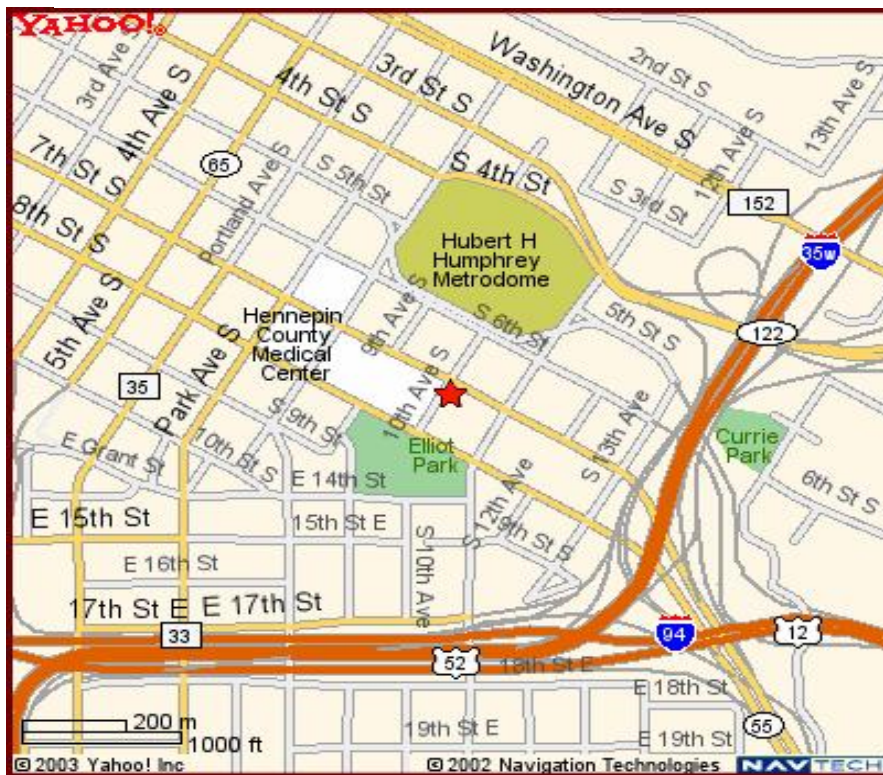 YAHOO!
3rd Ave S
4th Ave S
4th St S
3rd St S
Washington Ave S
2nd St S
13th Ave S
12th Ave S
7th St S
65
S 5th St
S 4th St
S 3rd St
152
8th St S
Portland Ave S
Hubert H
Humphrey
Metrodome
35W
5th Ave S
Hennepin
County
Medical
Center
9th Ave S
S 6th St
5th St S
122
35
Park Ave S
S 9th St
10th Ave S
S 13th Ave
Currie
Park
E Grant St
10th St S
Elliot
Park
6th St S
E 14th St
E 15th St
15th St E
S 10th Ave
S 12th Ave
9th St S
E 16th St
17th St E
E 17th St
33
52
94
12
18th St E
E 18th St
55
200 m
1000 ft
19th St E
E 19th St
© 2003 Yahoo! Inc
© 2002 Navigation Technologies
NAVTECH